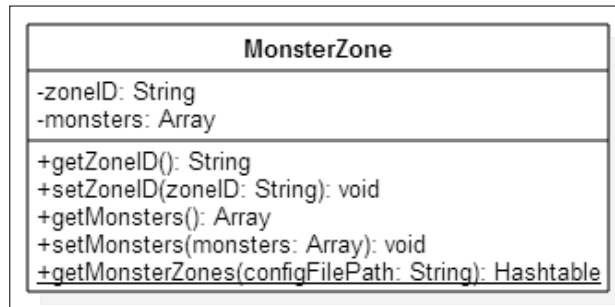 MonsterZone
-zoneID: String
-monsters: Array
+getZoneID(): String
+setZoneID(zoneID: String): void
+getMonsters(): Array
+setMonsters(monsters: Array): void
+getMonsterZones(configFilePath: String): Hashtable